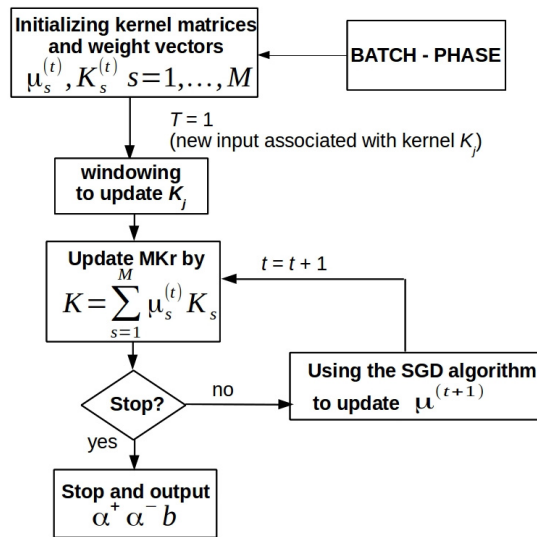 Initializing kernel matrices
and weight vectors
μ_s^(t), K_s^(t) s=1,…, M
BATCH - PHASE
T = 1
(new input associated with kernel K_j)
windowing
to update K_j
Update MKr by
K=∑_{s=1}^{M} μ_s^(t) K_s
t = t + 1
Stop?
no
Using the SGD algorithm
to update μ^(t+1)
yes
Stop and output
α⁺ α⁻ b